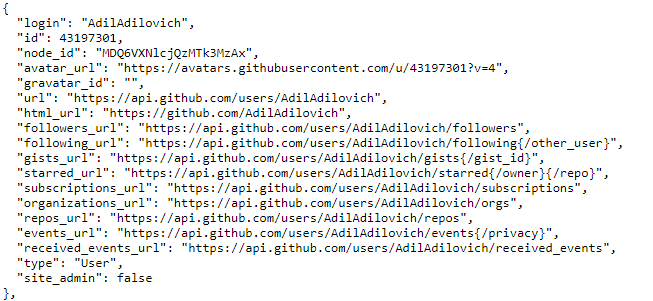 {
  "login": "AdilAdilovich",
  "id": 43197301,
  "node_id": "MDQ6VXNlcjQzMTk3MzAx",
  "avatar_url": "https://avatars.githubusercontent.com/u/43197301?v=4",
  "gravatar_id": "",
  "url": "https://api.github.com/users/AdilAdilovich",
  "html_url": "https://github.com/AdilAdilovich",
  "followers_url": "https://api.github.com/users/AdilAdilovich/followers",
  "following_url": "https://api.github.com/users/AdilAdilovich/following{/other_user}",
  "gists_url": "https://api.github.com/users/AdilAdilovich/gists{/gist_id}",
  "starred_url": "https://api.github.com/users/AdilAdilovich/starred{/owner}{/repo}",
  "subscriptions_url": "https://api.github.com/users/AdilAdilovich/subscriptions",
  "organizations_url": "https://api.github.com/users/AdilAdilovich/orgs",
  "repos_url": "https://api.github.com/users/AdilAdilovich/repos",
  "events_url": "https://api.github.com/users/AdilAdilovich/events{/privacy}",
  "received_events_url": "https://api.github.com/users/AdilAdilovich/received_events",
  "type": "User",
  "site_admin": false
},